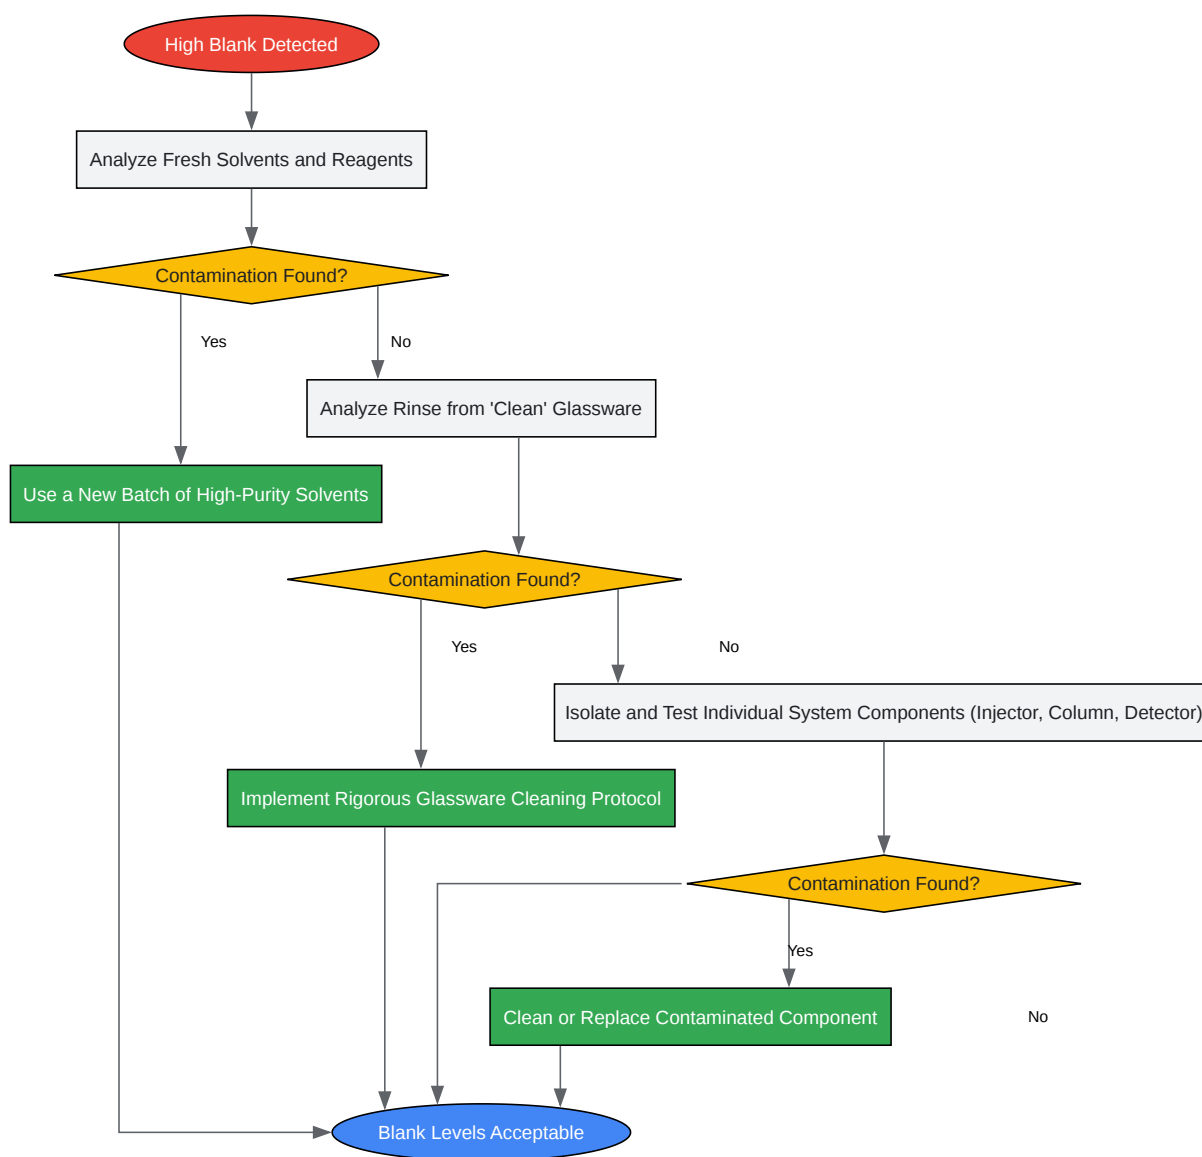 High Blank Detected
Analyze Fresh Solvents and Reagents
Contamination Found?
Yes
No
Analyze Rinse from 'Clean' Glassware
Use a New Batch of High-Purity Solvents
Contamination Found?
Yes
No
Isolate and Test Individual System Components (Injector, Column, Detector)
Implement Rigorous Glassware Cleaning Protocol
Contamination Found?
Yes
Clean or Replace Contaminated Component
No
Blank Levels Acceptable